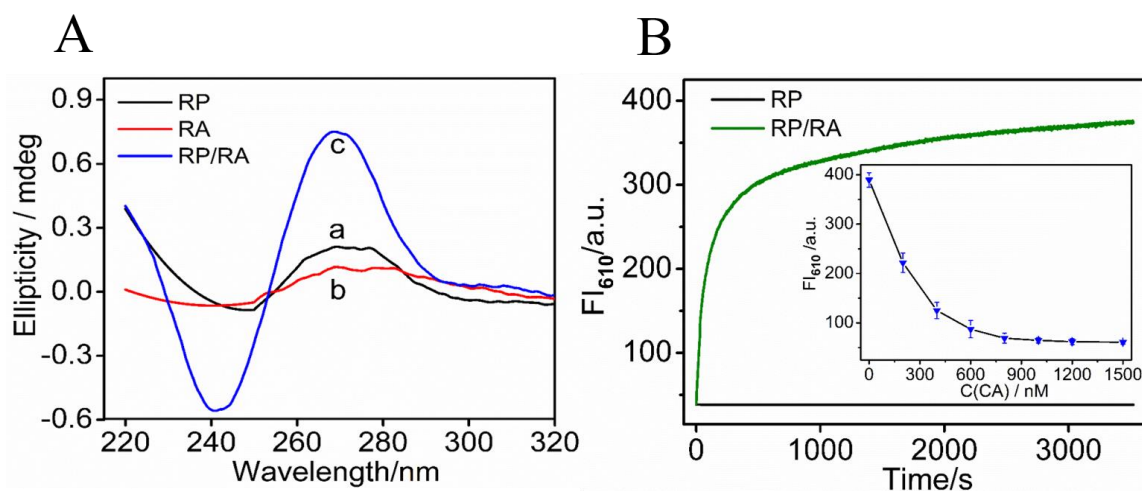 A
B
Ellipticity / mdeg
0.9
0.6
0.3
0.0
-0.3
-0.6
RP
RA
RP/RA
c
a
b
220
240
260
280
300
320
Wavelength/nm
FI610/a.u.
400
300
200
100
RP
RP/RA
0
1000
2000
3000
Time/s
FI610 /a.u.
400
300
200
100
0
300
600
900
1200
1500
C(CA) / nM